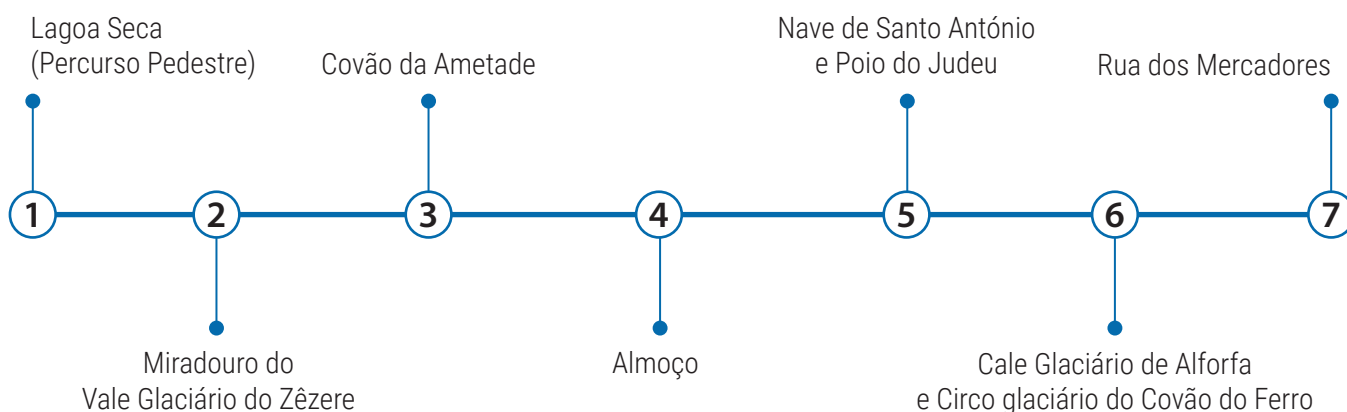 Lagoa Seca
(Percurso Pedestre)
Covão da Ametade
Nave de Santo António
e Poio do Judeu
Rua dos Mercadores
1
2
3
4
5
6
7
Miradouro do
Vale Glaciário do Zêzere
Almoço
Cale Glaciário de Alforfa
e Circo glaciário do Covão do Ferro